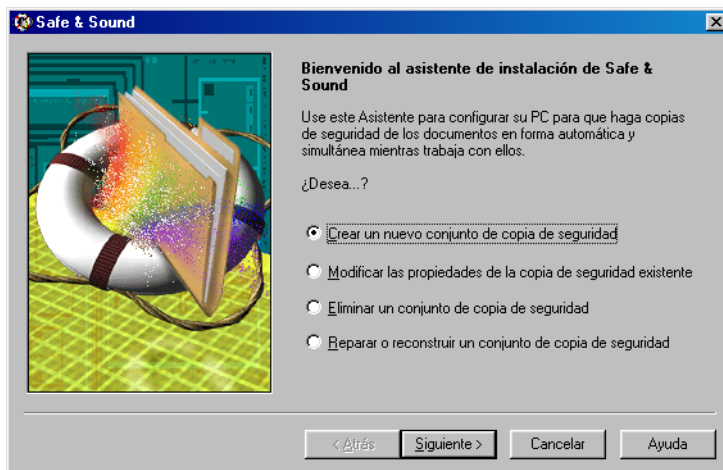 Safe & Sound
Bienvenido al asistente de instalación de Safe &
Sound
Use este Asistente para configurar su PC para que haga copias
de seguridad de los documentos en forma automática y
simultánea mientras trabaja con ellos.
¿Desea...?
Crear un nuevo conjunto de copia de seguridad
Modificar las propiedades de la copia de seguridad existente
Eliminar un conjunto de copia de seguridad
Reparar o reconstruir un conjunto de copia de seguridad
< Atrás
Siguiente >
Cancelar
Ayuda